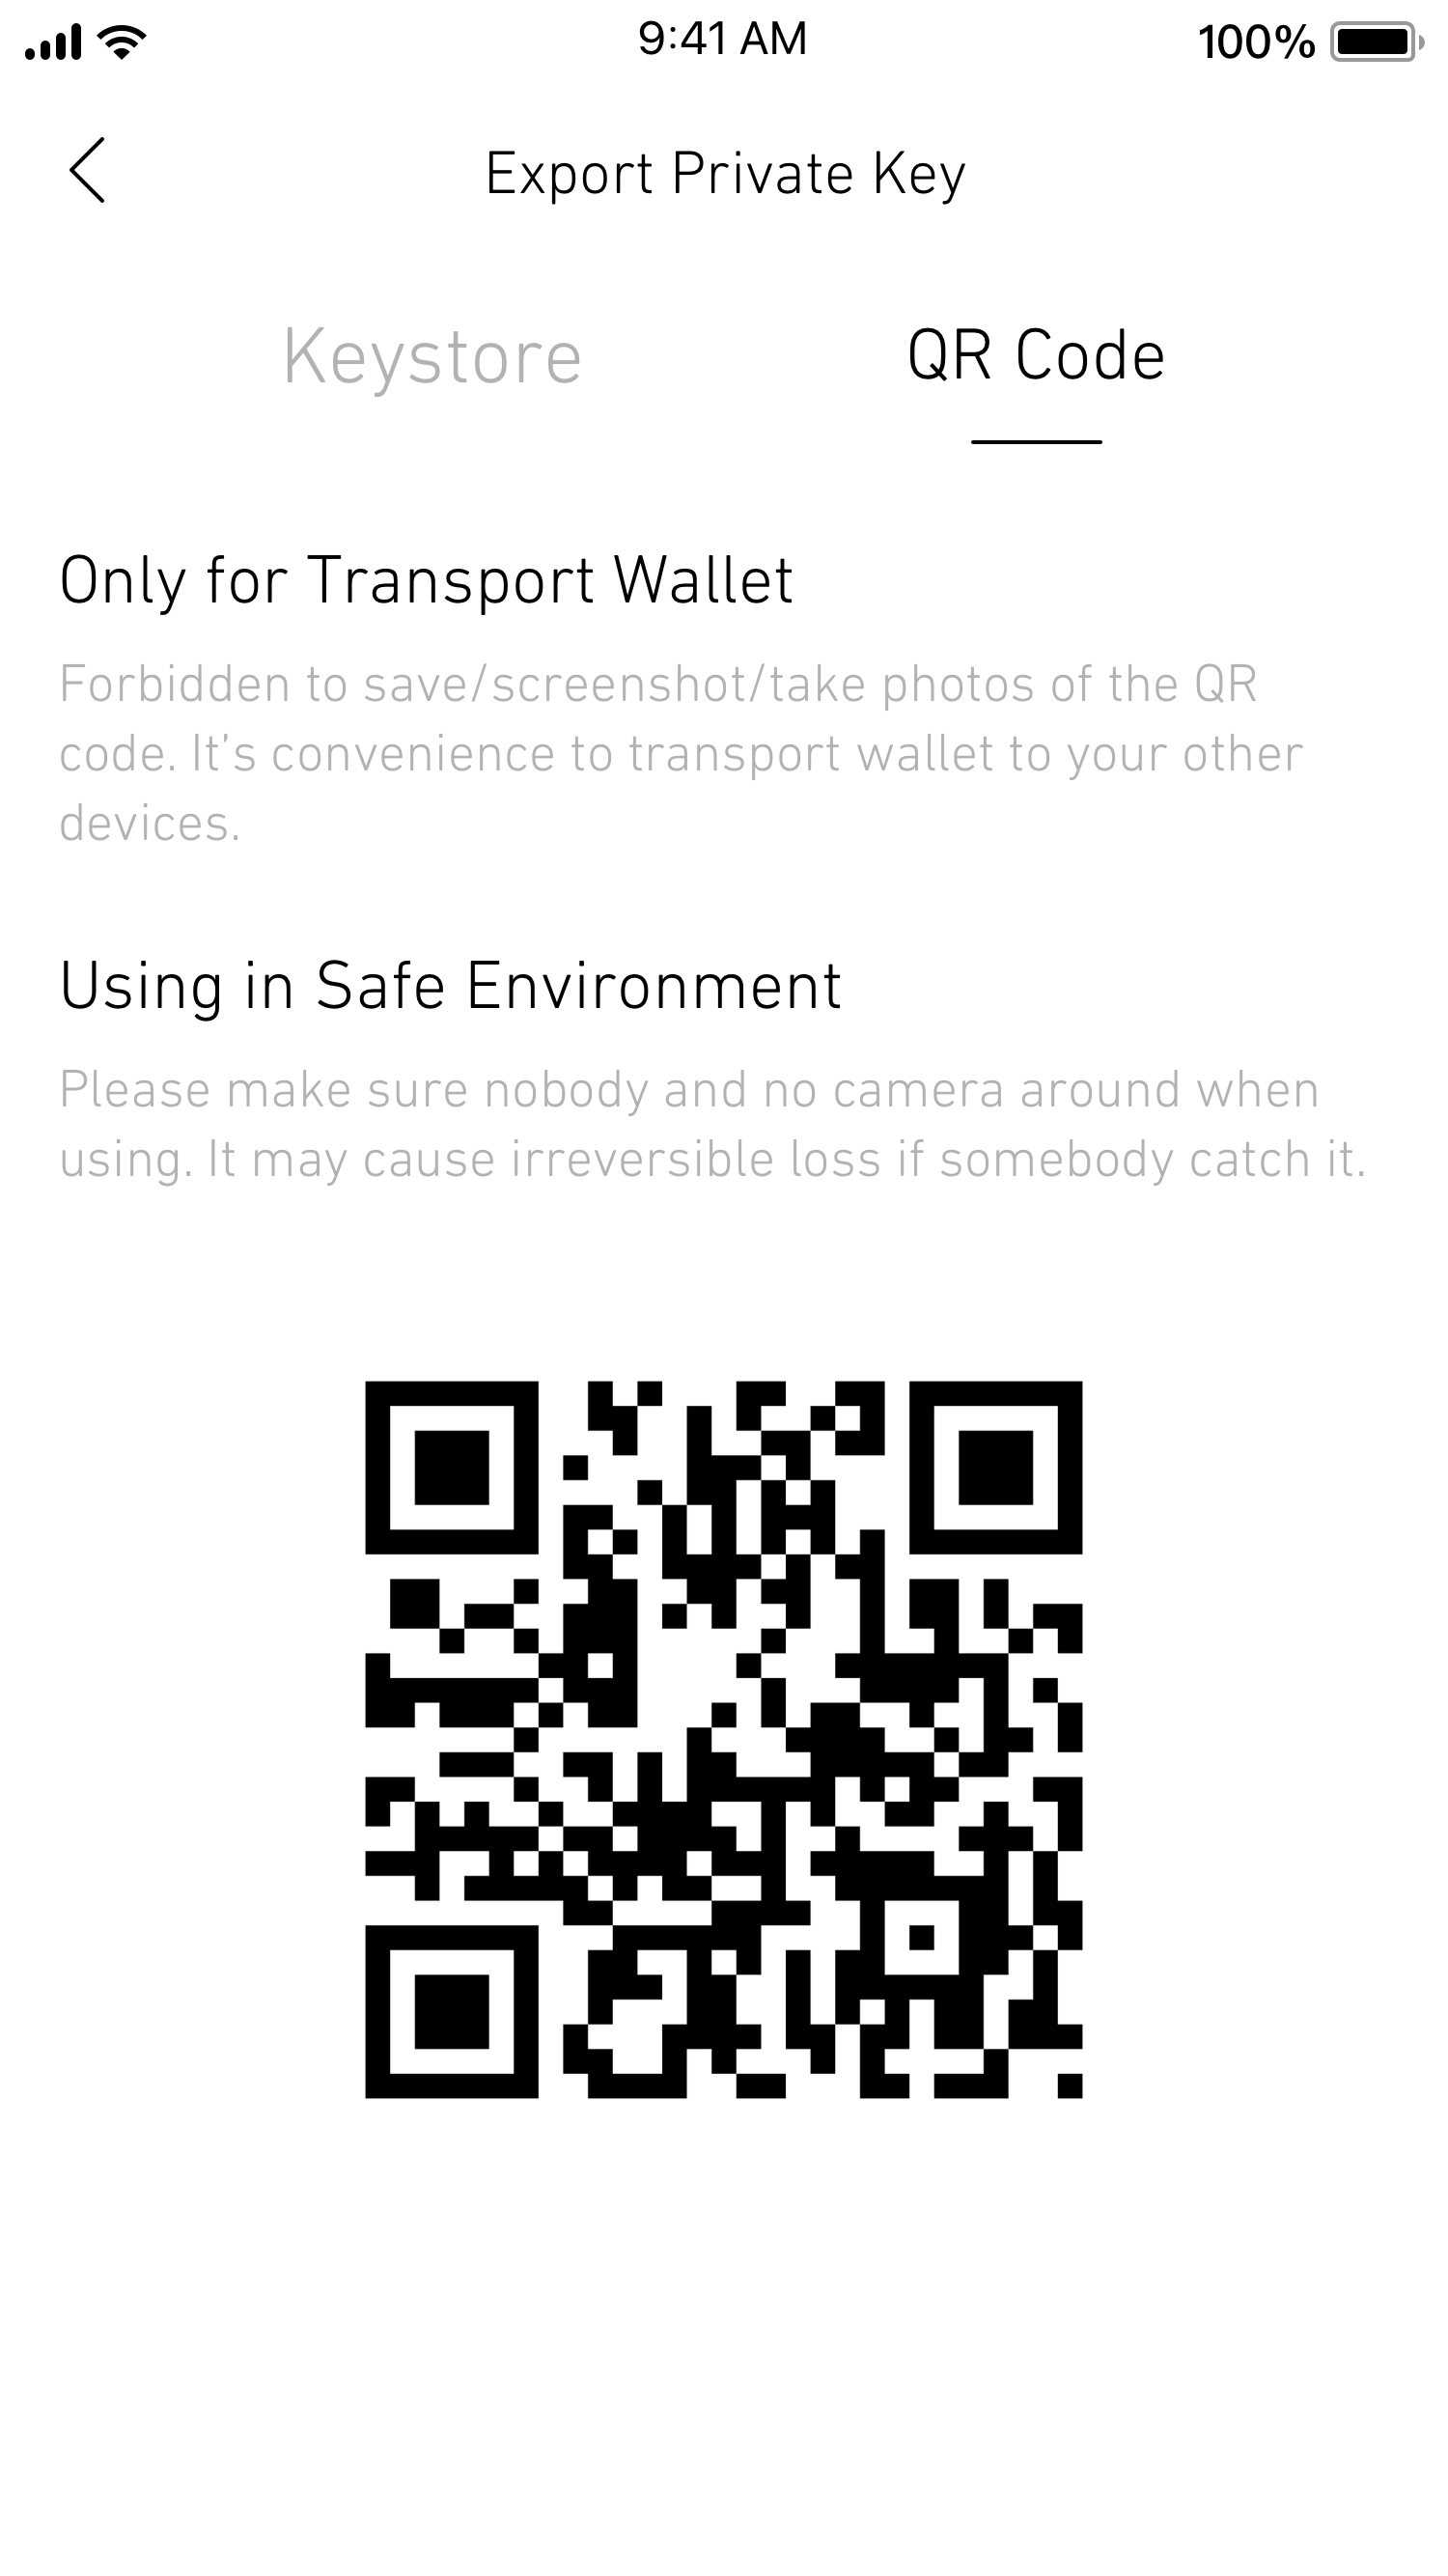 9:41 AM
100%
Export Private Key
Keystore
QR Code
Only for Transport Wallet
Forbidden to save/screenshot/take photos of the QR
code. It’s convenience to transport wallet to your other
devices.
Using in Safe Environment
Please make sure nobody and no camera around when
using. It may cause irreversible loss if somebody catch it.